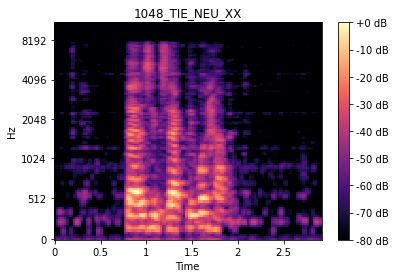 1048_TIE_NEU_XX
+0 dB
8192
-10 dB
4096
-20 dB
-30 dB
2048
Hz
-40 dB
1024
-50 dB
512
-60 dB
-70 dB
0
-80 dB
0 0.5 1 1.5 2 2.5
Time